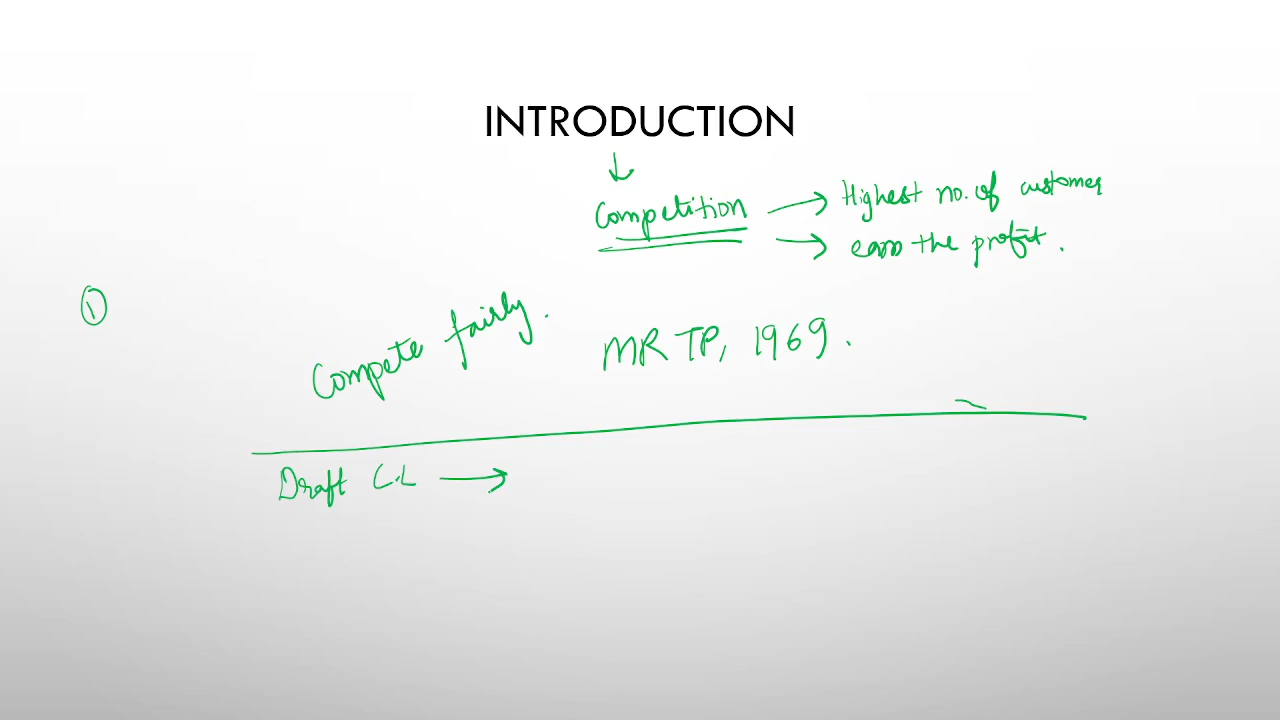 INTRODUCTION
Competition → Highest no. of customer
→ earn the profit.
①
Compete fairly.
MRTP, 1969.
Draft C.L →